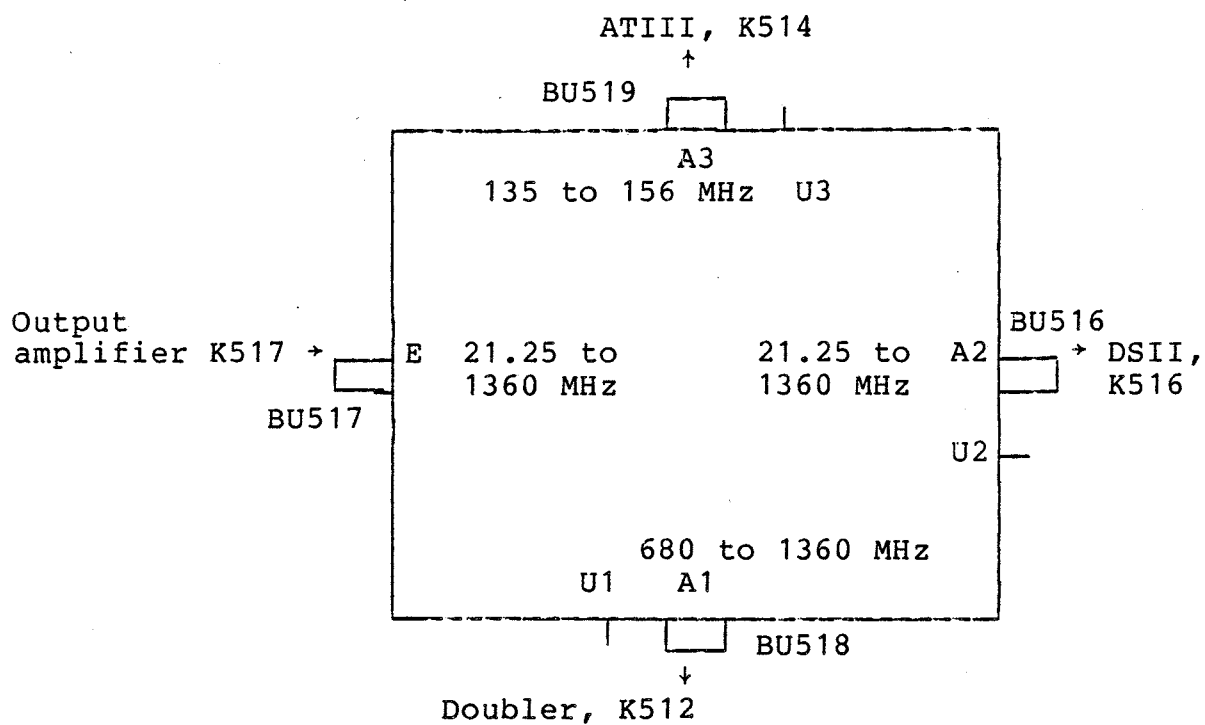 ATIII, K514
↑
BU519
A3
135 to 156 MHz U3
Output
amplifier K517 →
E
21.25 to
1360 MHz
BU517
21.25 to
1360 MHz
A2
BU516
→ DSII,
K516
U2
680 to 1360 MHz
U1 A1
BU518
↓
Doubler, K512